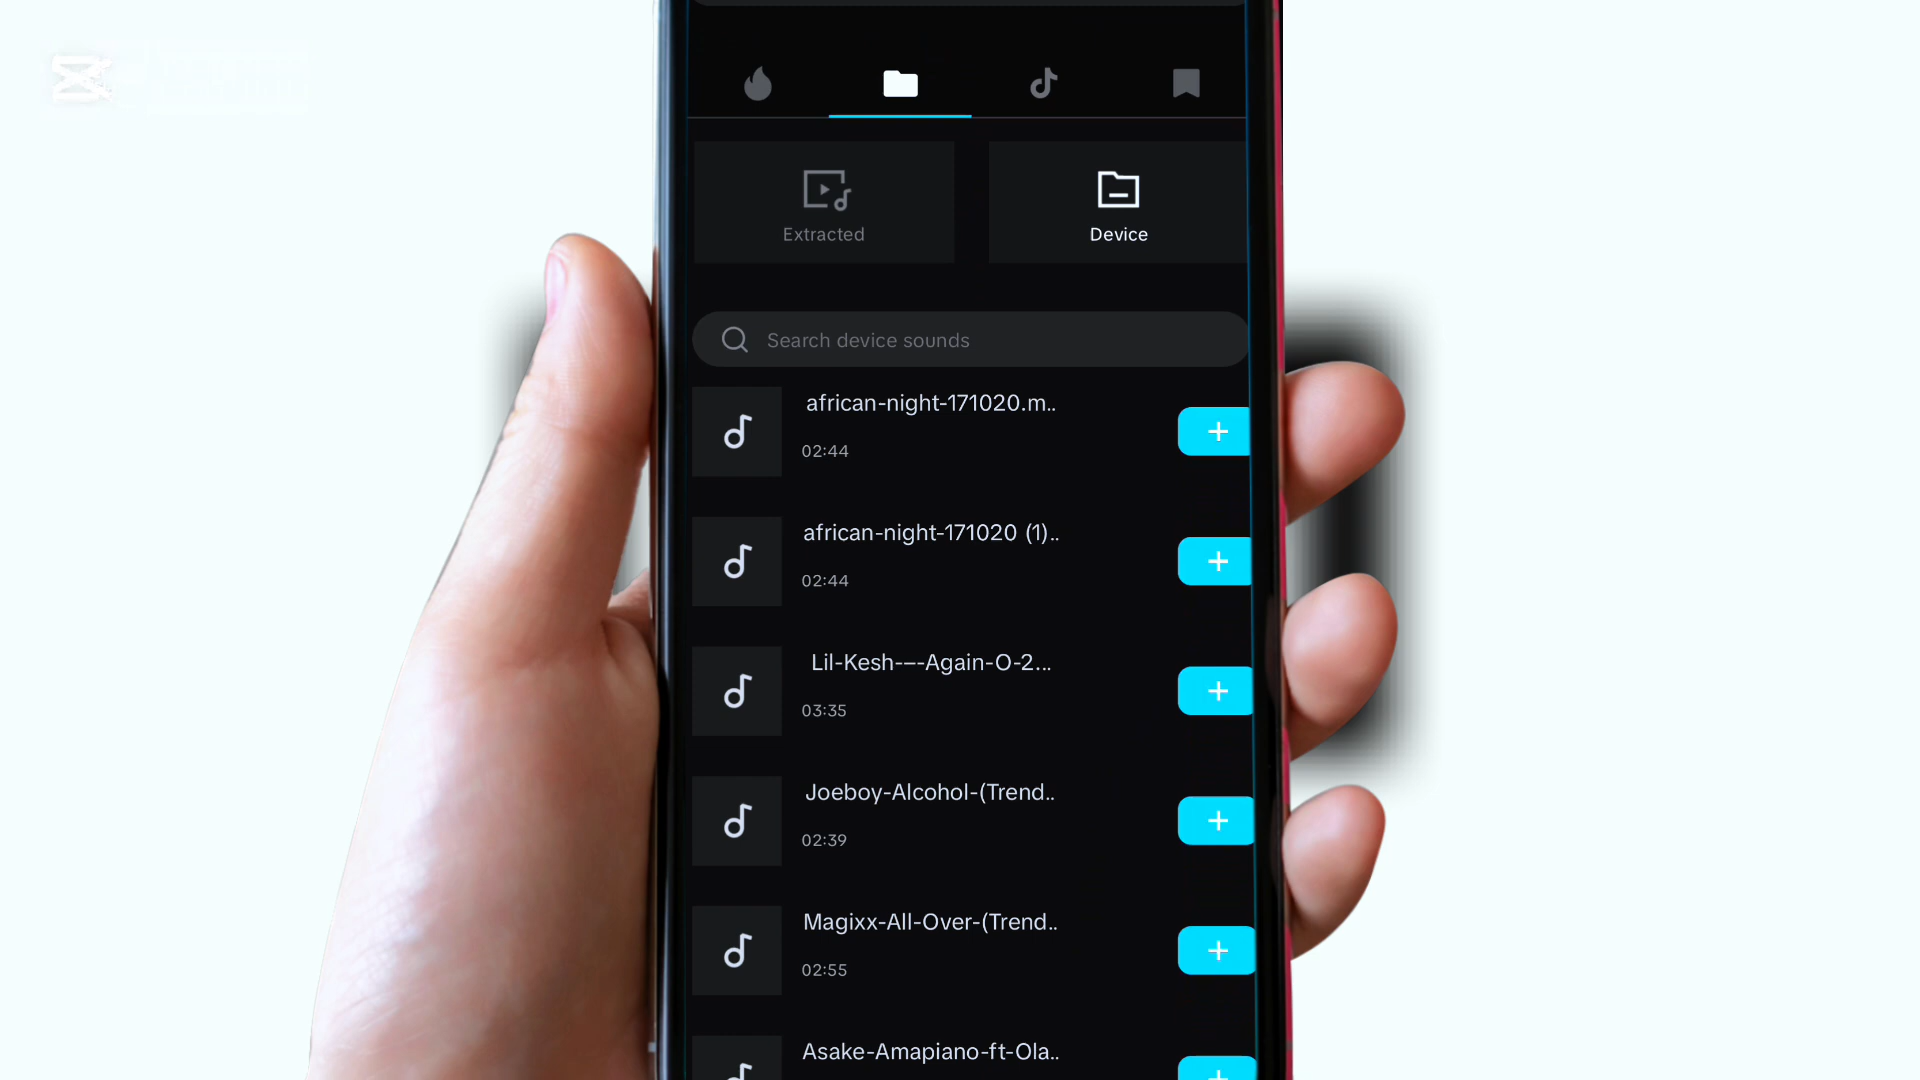 Extracted
Device
Search device sounds
african-night-171020.m..
02:44
african-night-171020 (1)..
02:44
Lil-Kesh-–-Again-O-2...
03:35
Joeboy-Alcohol-(Trend..
02:39
Magixx-All-Over-(Trend..
02:55
Asake-Amapiano-ft-Ola..